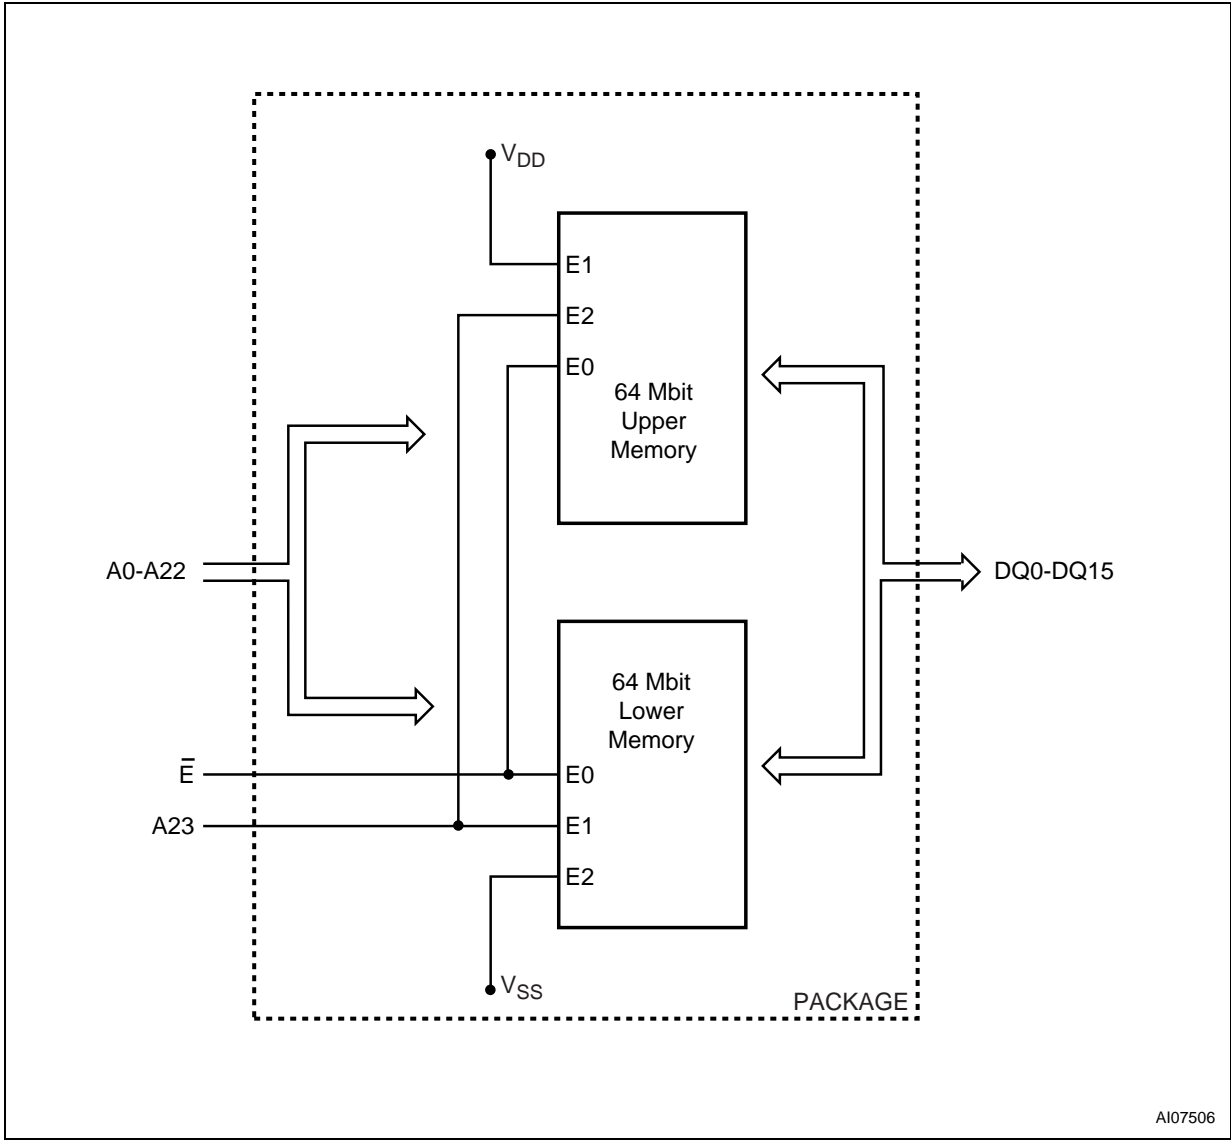 VDD
E1
E2
E0
64 Mbit
Upper
Memory
A0-A22
DQ0-DQ15
64 Mbit
Lower
Memory
E̅
E0
A23
E1
E2
VSS
PACKAGE
AI07506